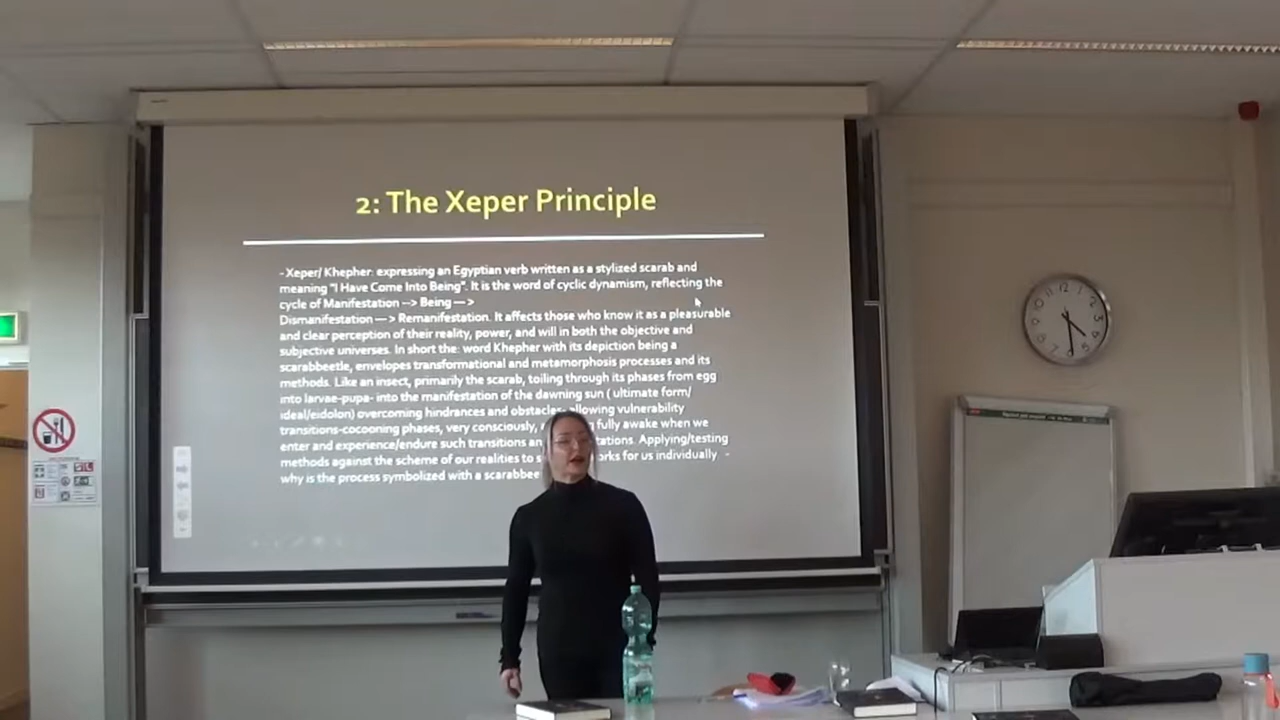 2: The Xeper Principle
- Xeper/ Khepher: expressing an Egyptian verb written as a stylized scarab and
meaning "I Have Come Into Being". It is the word of cyclic dynamism, reflecting the
cycle of Manifestation --> Being —>
Dismanifestation —> Remanifestation. It affects those who know it as a pleasurable
and clear perception of their reality, power, and will in both the objective and
subjective universes. In short the: word Khepher with its depiction being a
scarabbeetle, envelopes transformational and metamorphosis processes and its
methods. Like an insect, primarily the scarab, toiling through its phases from egg
into larvae-pupa- into the manifestation of the dawning sun ( ultimate form/
ideal/eidolon) overcoming hindrances and obstacles allowing vulnerability
transitions-cocooning phases, very consciously, fully awake when we
enter and experience/endure such transitions an tations. Applying/testing
methods against the scheme of our realities to s orks for us individually -
why is the process symbolized with a scarabbee
12